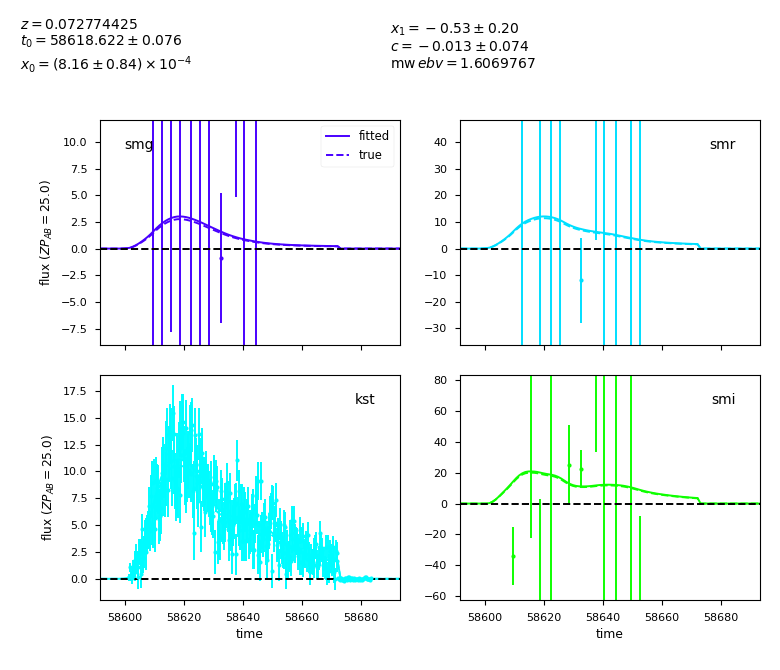 z = 0.072774425
t₀ = 58618.622 ± 0.076
x₀ = (8.16 ± 0.84) × 10⁻⁴
x₁ = −0.53 ± 0.20
c = −0.013 ± 0.074
mw ebv = 1.6069767
smg
fitted
true
flux (ZP_AB = 25.0)
10.0
7.5
5.0
2.5
0.0
−2.5
−5.0
−7.5
smr
40
30
20
10
0
−10
−20
−30
kst
flux (ZP_AB = 25.0)
17.5
15.0
12.5
10.0
7.5
5.0
2.5
0.0
58600 58620 58640 58660 58680
time
smi
80
60
40
20
0
−20
−40
−60
58600 58620 58640 58660 58680
time